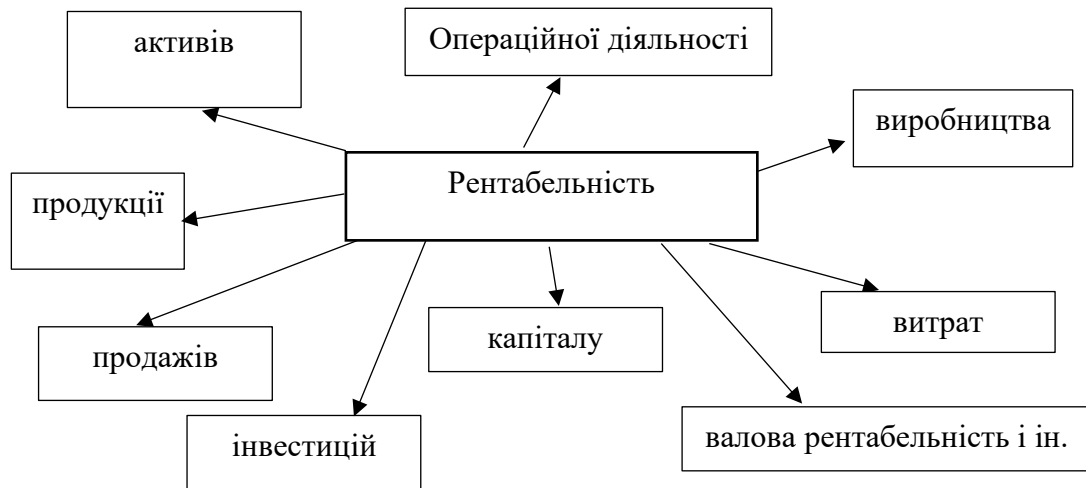 активів
Операційної діяльності
виробництва
Рентабельність
продукції
витрат
капіталу
продажів
валова рентабельність і ін.
інвестицій